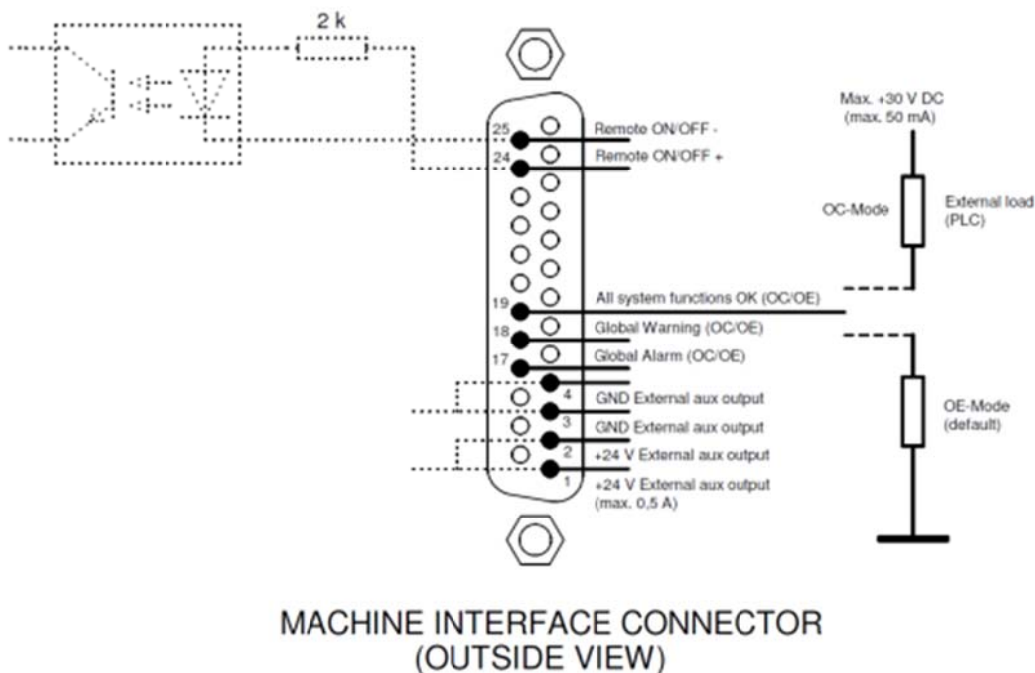 2 k
Max. +30 V DC
(max. 50 mA)
25
Remote ON/OFF -
24
Remote ON/OFF +
OC-Mode
External load
(PLC)
19
All system functions OK (OC/OE)
18
Global Warning (OC/OE)
17
Global Alarm (OC/OE)
4
GND External aux output
3
GND External aux output
OE-Mode
(default)
2
+24 V External aux output
1
+24 V External aux output
(max. 0,5 A)
MACHINE INTERFACE CONNECTOR
(OUTSIDE VIEW)